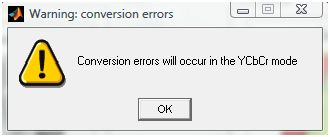 Warning: conversion errors
Conversion errors will occur in the YCbCr mode
OK